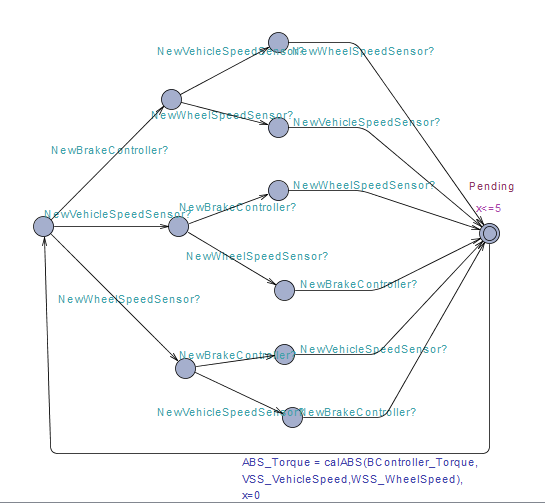 NewVehicleSpeedSensor?
NewWheelSpeedSensor?
NewWheelSpeedSensor?
NewVehicleSpeedSensor?
NewBrakeController?
NewWheelSpeedSensor?
Pending
NewBrakeController?
x<=5
NewVehicleSpeedSensor?
NewWheelSpeedSensor?
NewBrakeController?
NewWheelSpeedSensor?
NewVehicleSpeedSensor?
NewBrakeController
NewVehicleSpeedSensor?
NewBrakeController?
ABS_Torque = calABS(BController_Torque,
VSS_VehicleSpeed,WSS_WheelSpeed),
x=0